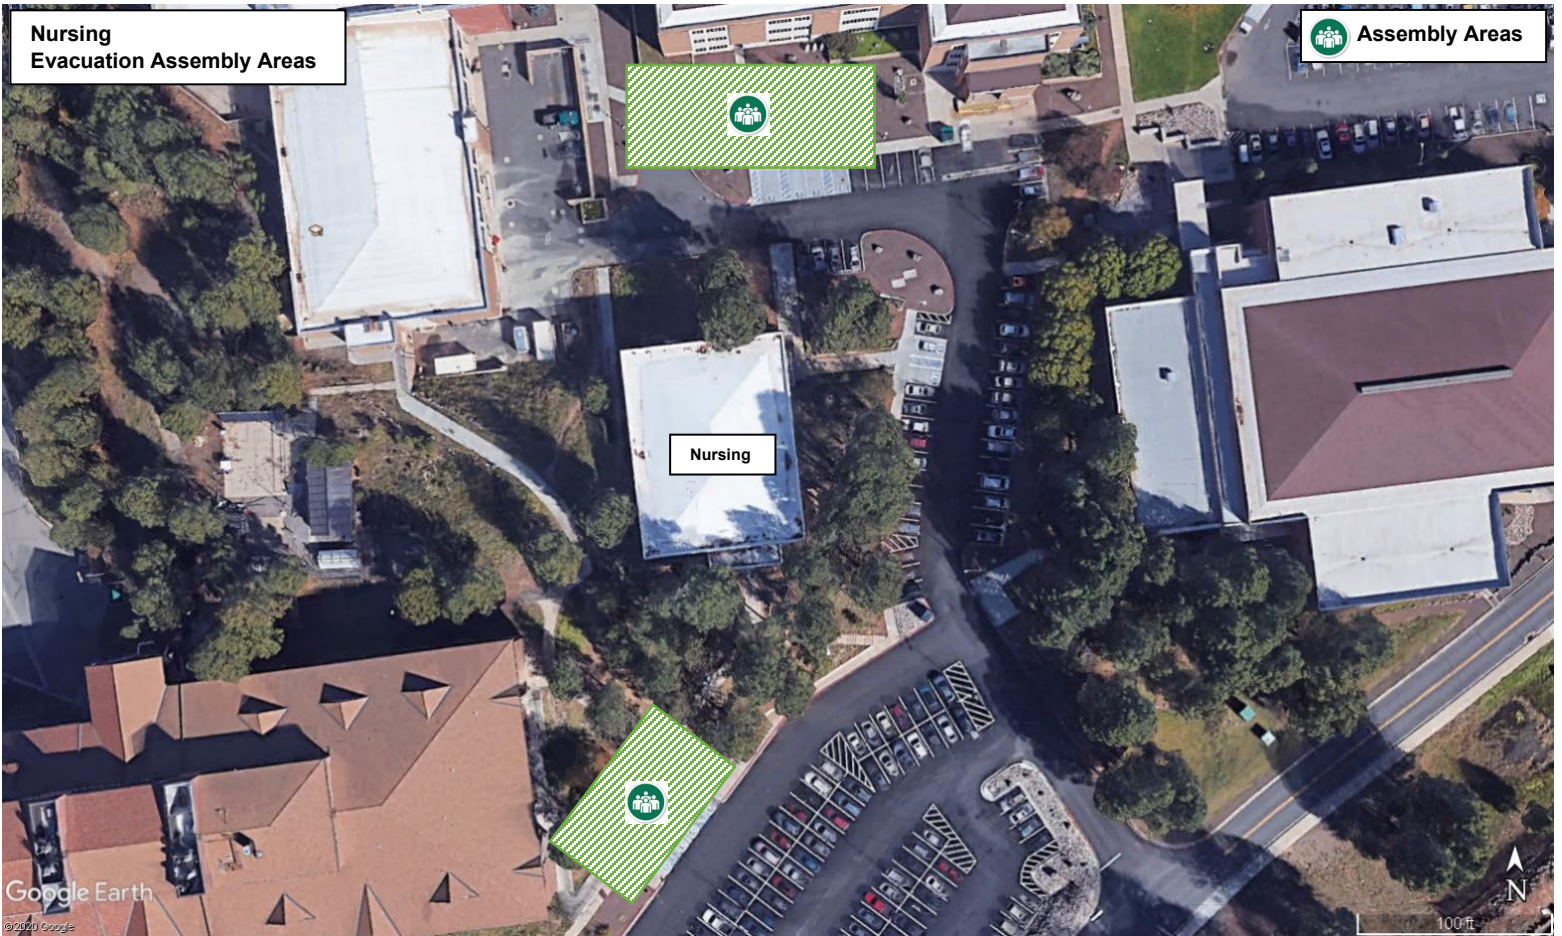 Nursing
Evacuation Assembly Areas
Assembly Areas
Nursing
Google Earth
©2020 Google
N
100 ft